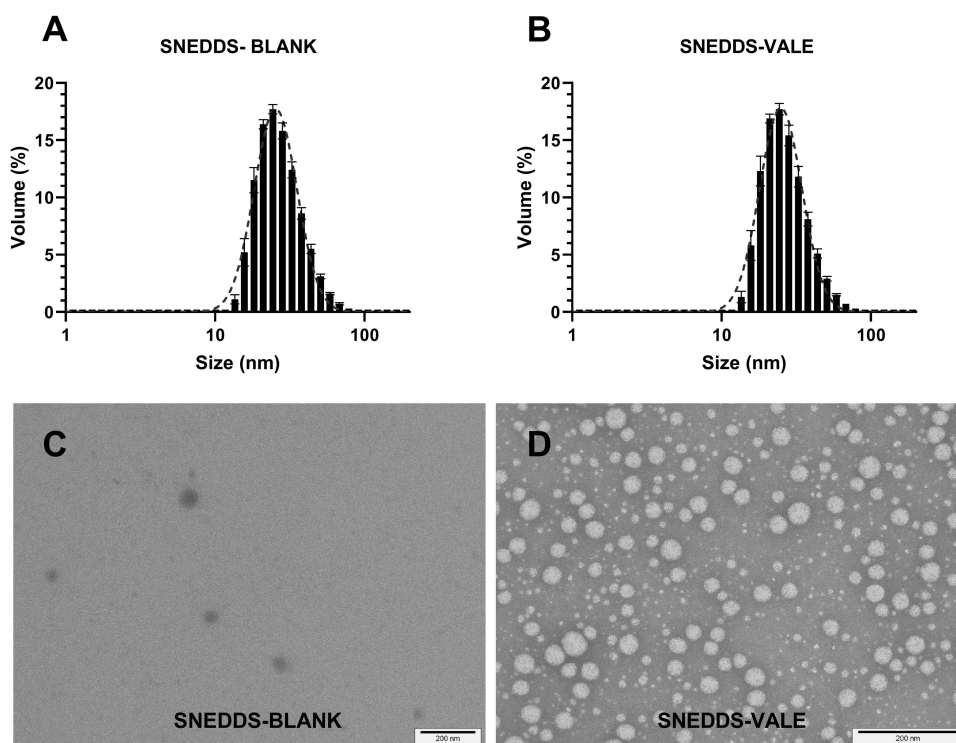 A
SNEDDS- BLANK
Volume (%)
20
15
10
5
0
1
10
100
Size (nm)
B
SNEDDS-VALE
Volume (%)
20
15
10
5
0
1
10
100
Size (nm)
C
SNEDDS-BLANK
200 nm
D
SNEDDS-VALE
200 nm